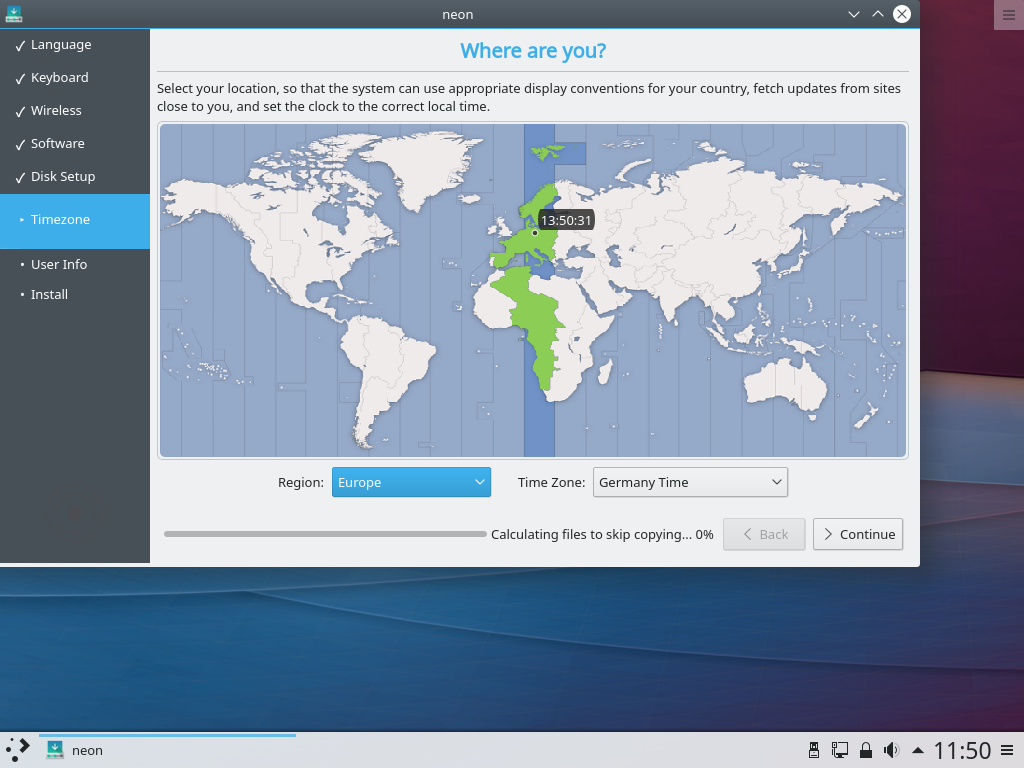 neon
Language
Keyboard
Wireless
Software
Disk Setup
Timezone
User Info
Install
Where are you?
Select your location, so that the system can use appropriate display conventions for your country, fetch updates from sites
close to you, and set the clock to the correct local time.
13:50:31
Region: Europe Time Zone: Germany Time
Calculating files to skip copying... 0% Back Continue
neon 11:50